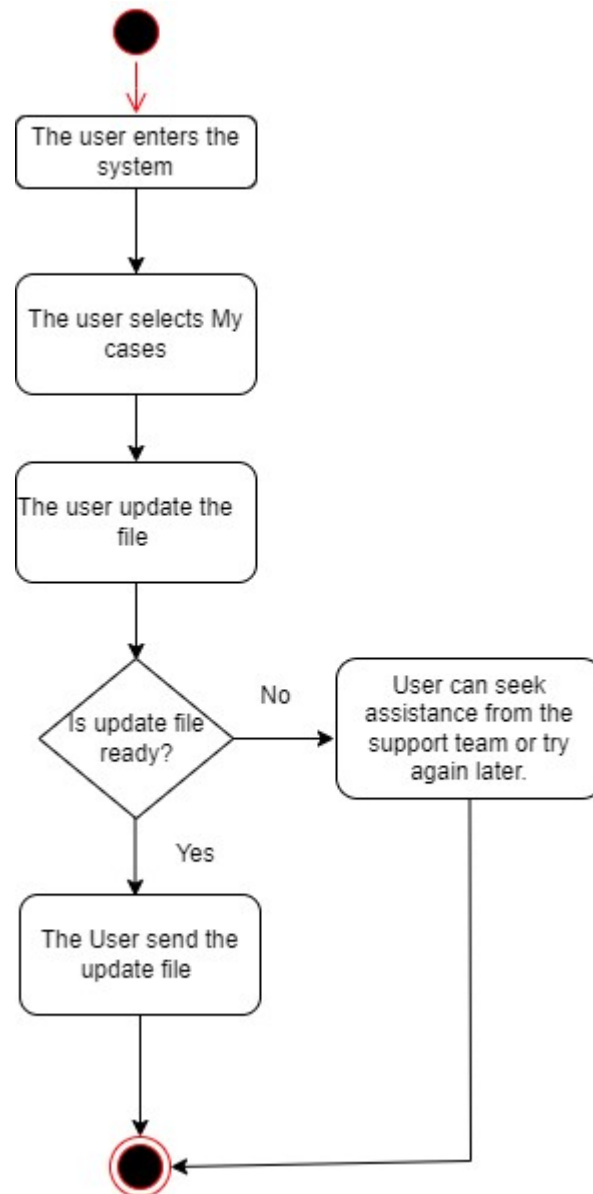 The user enters the
system
The user selects My
cases
The user update the
file
Is update file
ready?
No
User can seek
assistance from the
support team or try
again later.
Yes
The User send the
update file